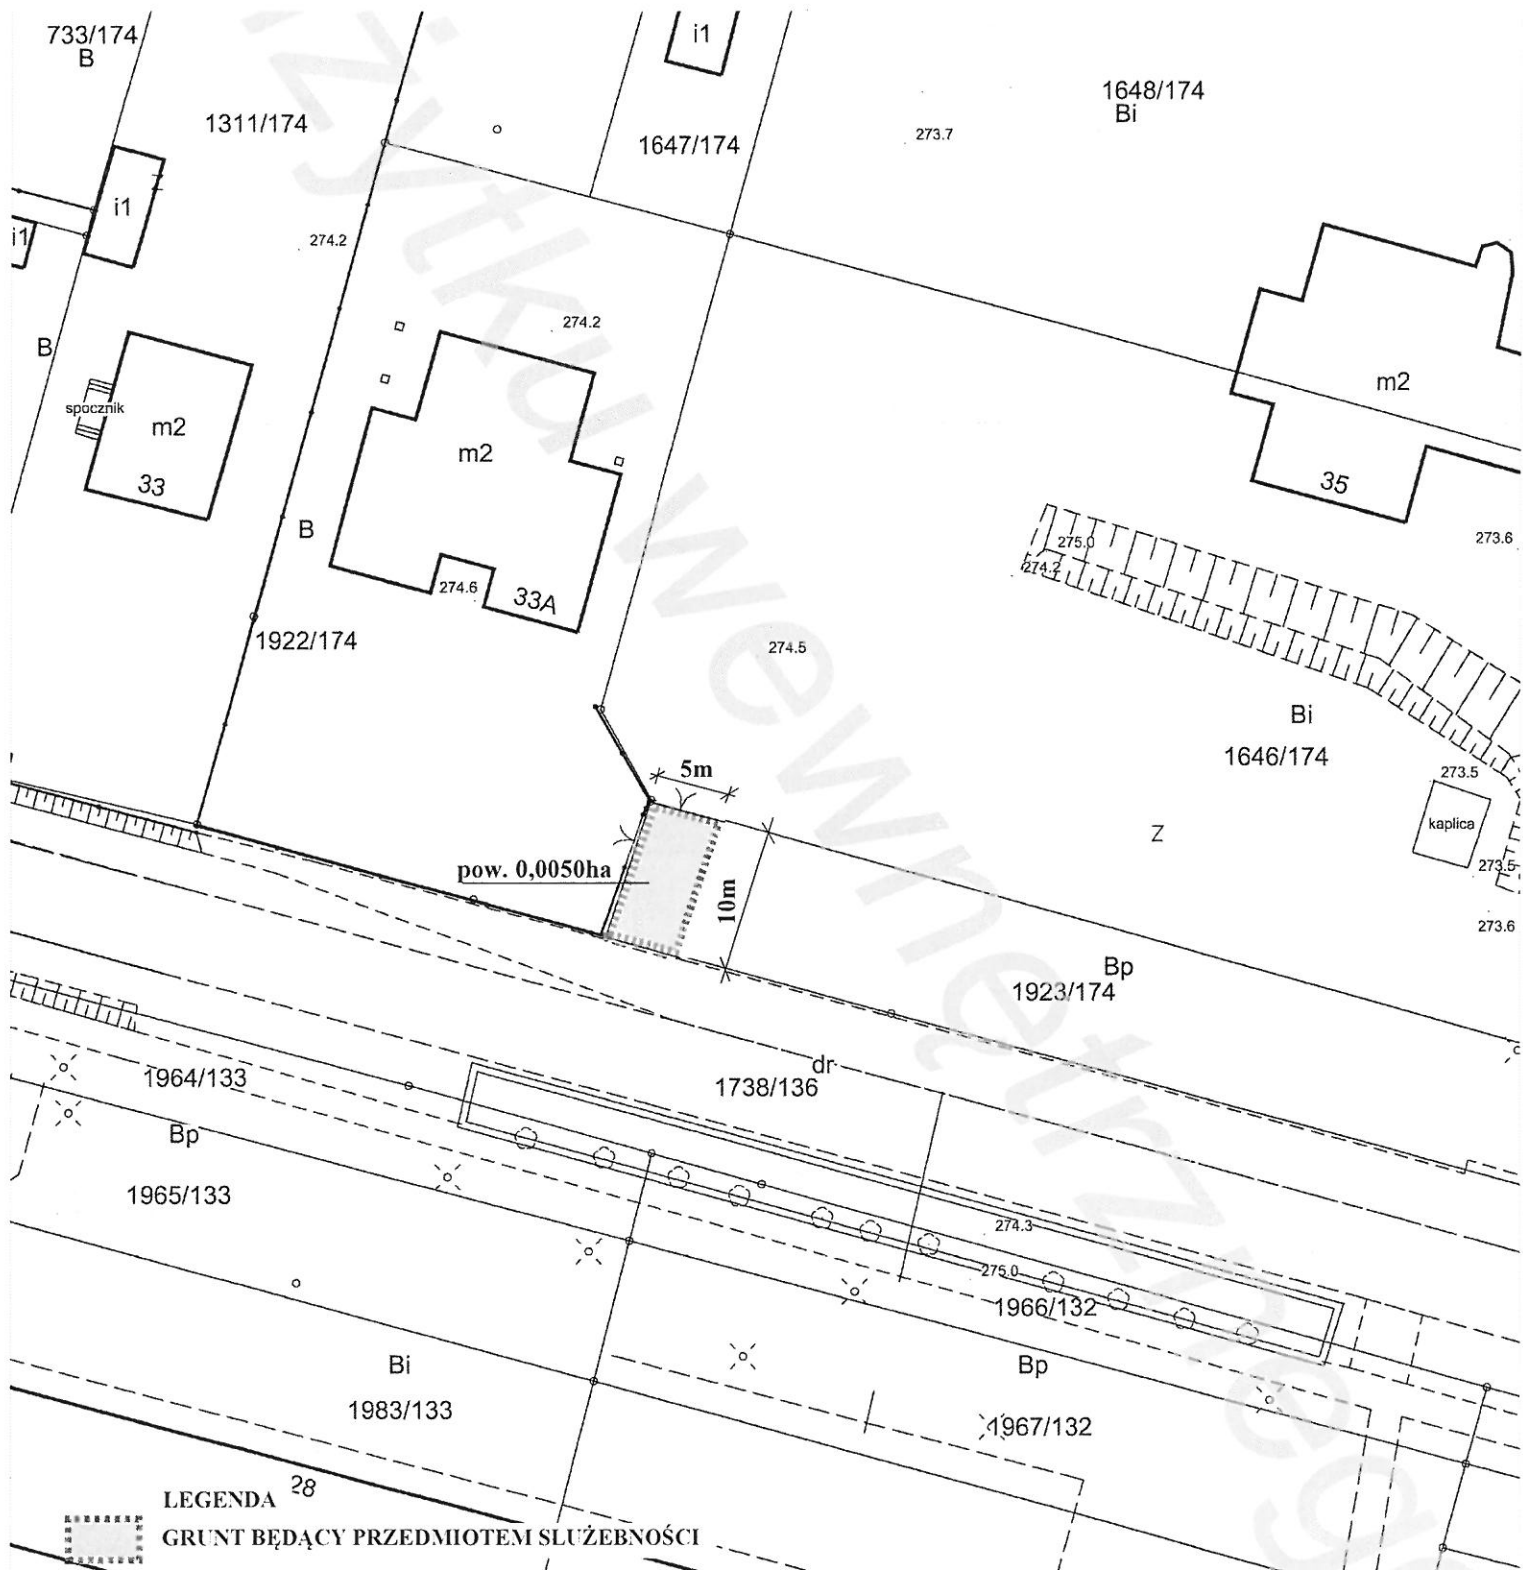 733/174
B
i1
1648/174
Bi
1311/174
273.7
1647/174
i1
i1
274.2
274.2
B
m2
spocznik
m2
m2
33
35
B
275.0
273.6
274.2
274.6
33A
1922/174
274.5
Bi
1646/174
5m
273.5
kaplica
Z
pow. 0,0050ha
273.5
10m
273.6
Bp
1923/174
dr
1964/133
1738/136
Bp
1965/133
274.3
275.0
1966/132
Bi
Bp
1983/133
1967/132
28
LEGENDA
GRUNT BĘDĄCY PRZEDMIOTEM SLUŻEBNOŚCI
żytku wewnętrznego